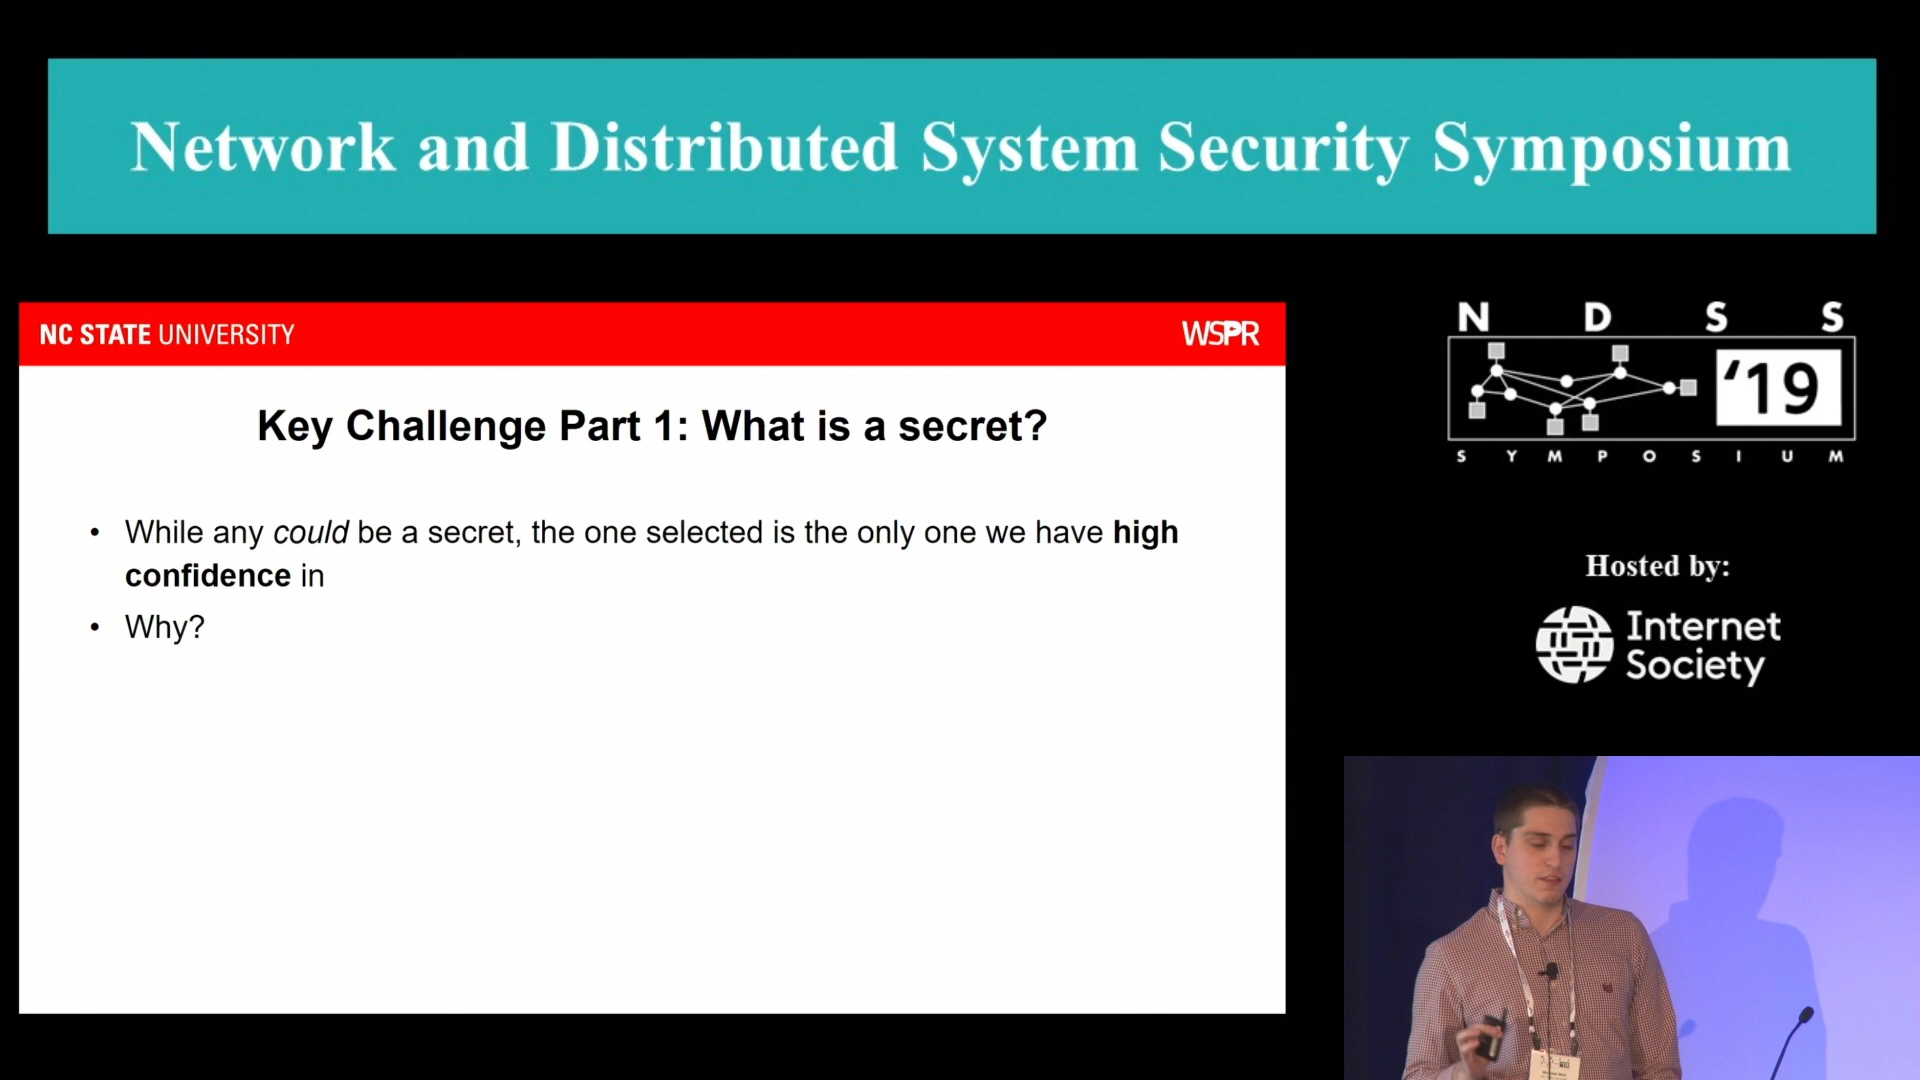 Network and Distributed System Security Symposium
NC STATE UNIVERSITY
WSPR
Key Challenge Part 1: What is a secret?
• While any could be a secret, the one selected is the only one we have high
confidence in
• Why?
N D S S
‘19
S Y M P O S I U M
Hosted by:
Internet
Society